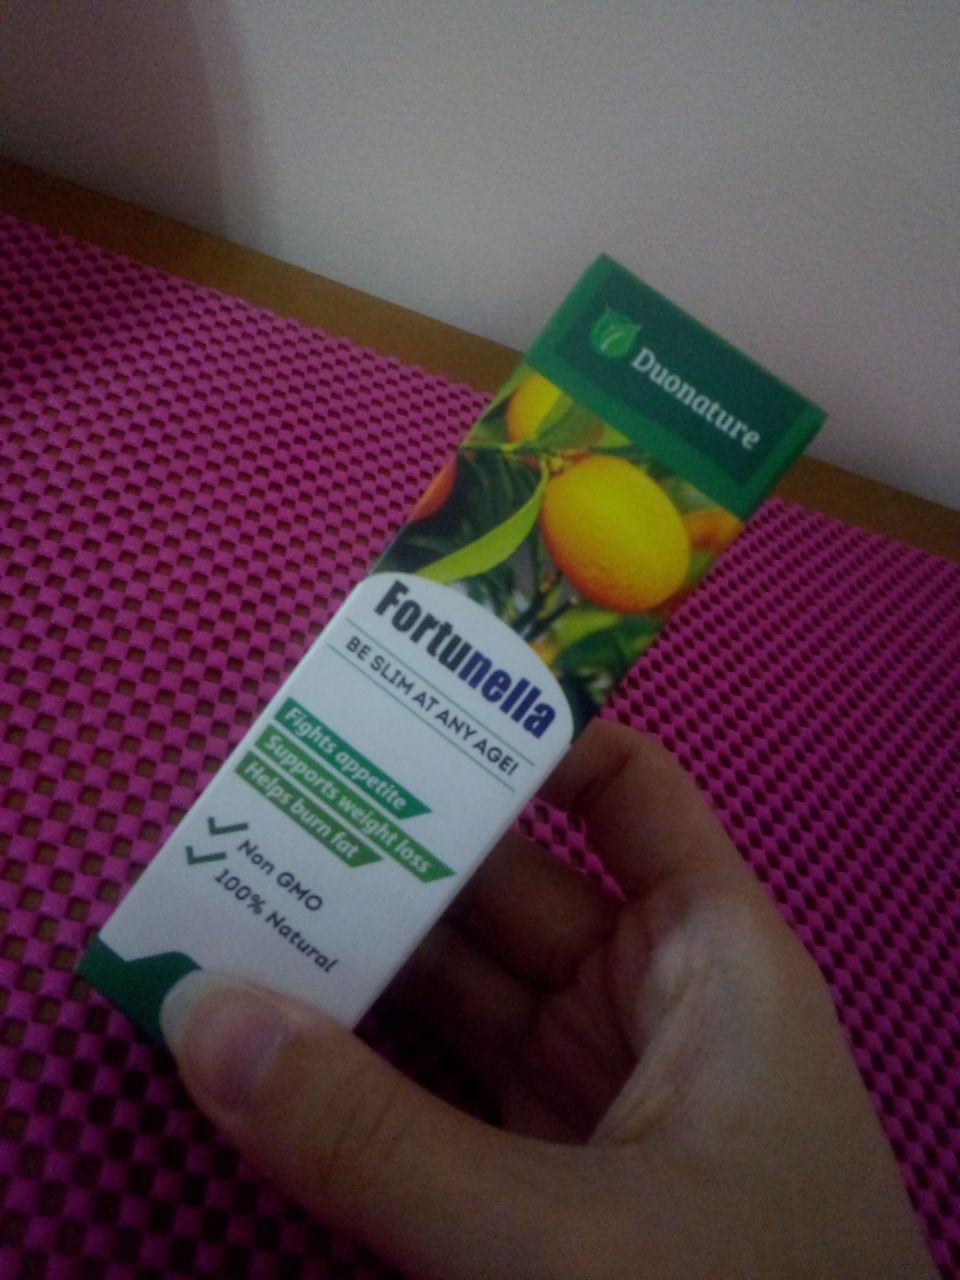 Duonature
Fortunella
BE SLIM AT ANY AGE!
Fights appetite
Supports weight loss
Helps burn fat
Non GMO
100% Natural